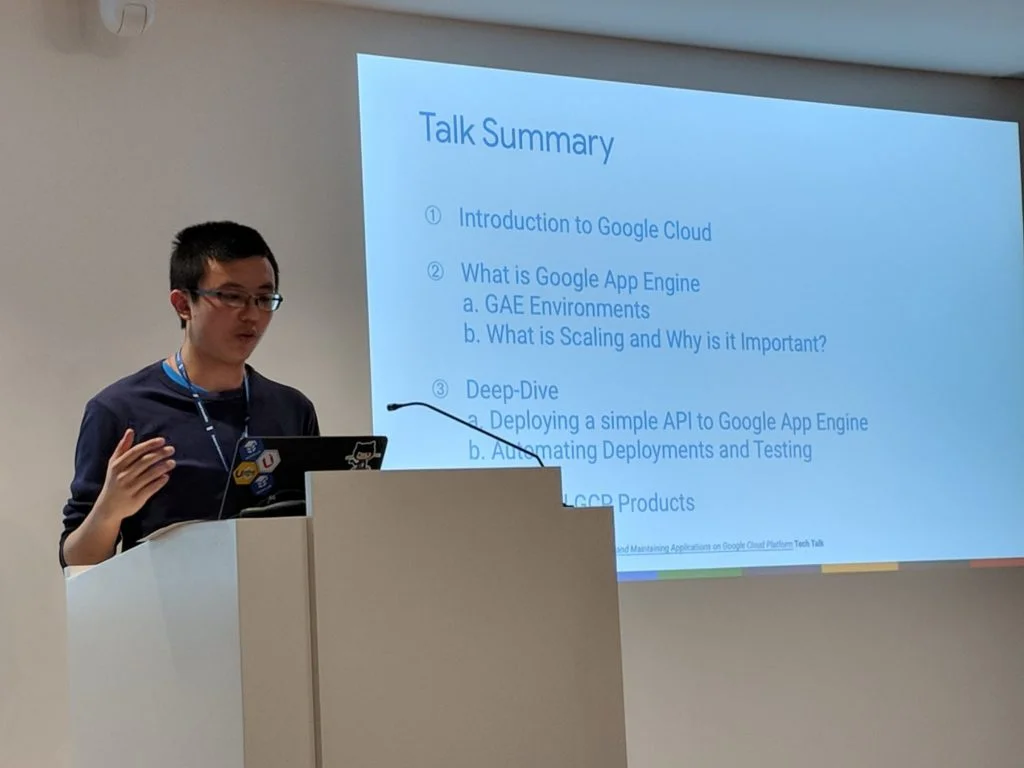 Talk Summary
① Introduction to Google Cloud
② What is Google App Engine
a. GAE Environments
b. What is Scaling and Why is it Important?
③ Deep-Dive
a. Deploying a simple API to Google App Engine
b. Automating Deployments and Testing
GCP Products
and Maintaining Applications on Google Cloud Platform Tech Talk